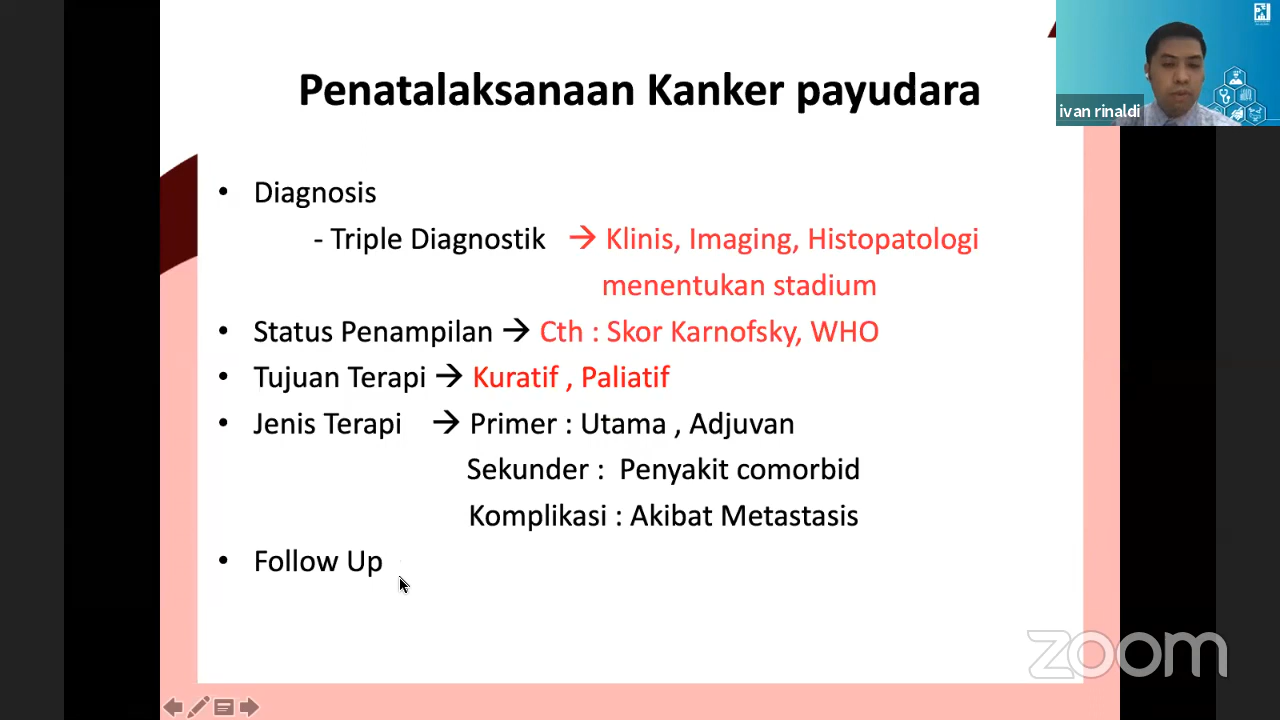 Penatalaksanaan Kanker payudara
ivan rinaldi
• Diagnosis
- Triple Diagnostik → Klinis, Imaging, Histopatologi
menentukan stadium
• Status Penampilan → Cth : Skor Karnofsky, WHO
• Tujuan Terapi → Kuratif , Paliatif
• Jenis Terapi → Primer : Utama , Adjuvan
Sekunder : Penyakit comorbid
Komplikasi : Akibat Metastasis
• Follow Up
zoom